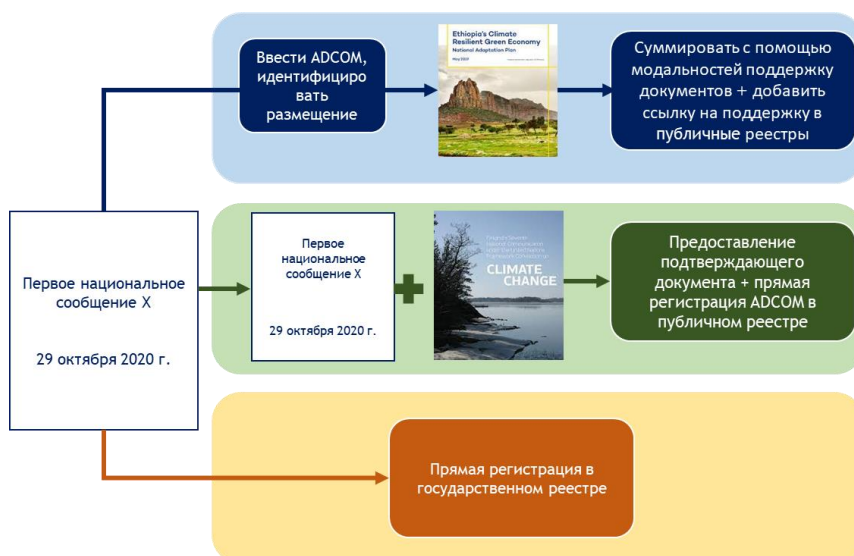 Ввести ADCOM,
идентифициро
вать
размещение
Ethiopia's Climate
Resilient Green Economy
National Adaptation Plan
May 2019
Суммировать с помощью
модальностей поддержку
документов + добавить
ссылку на поддержку в
публичные реестры
Первое национальное
сообщение X
29 октября 2020 г.
Первое
национальное
сообщение X
29 октября 2020 г.
CLIMATE
CHANGE
Предоставление
подтверждающего
документа + прямая
регистрация ADCOM в
публичном реестре
Прямая регистрация в
государственном реестре